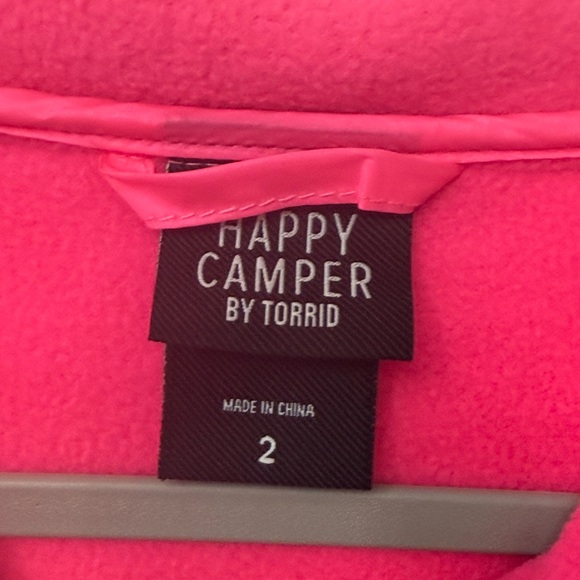 HAPPY
CAMPER
BY TORRID
MADE IN CHINA
2